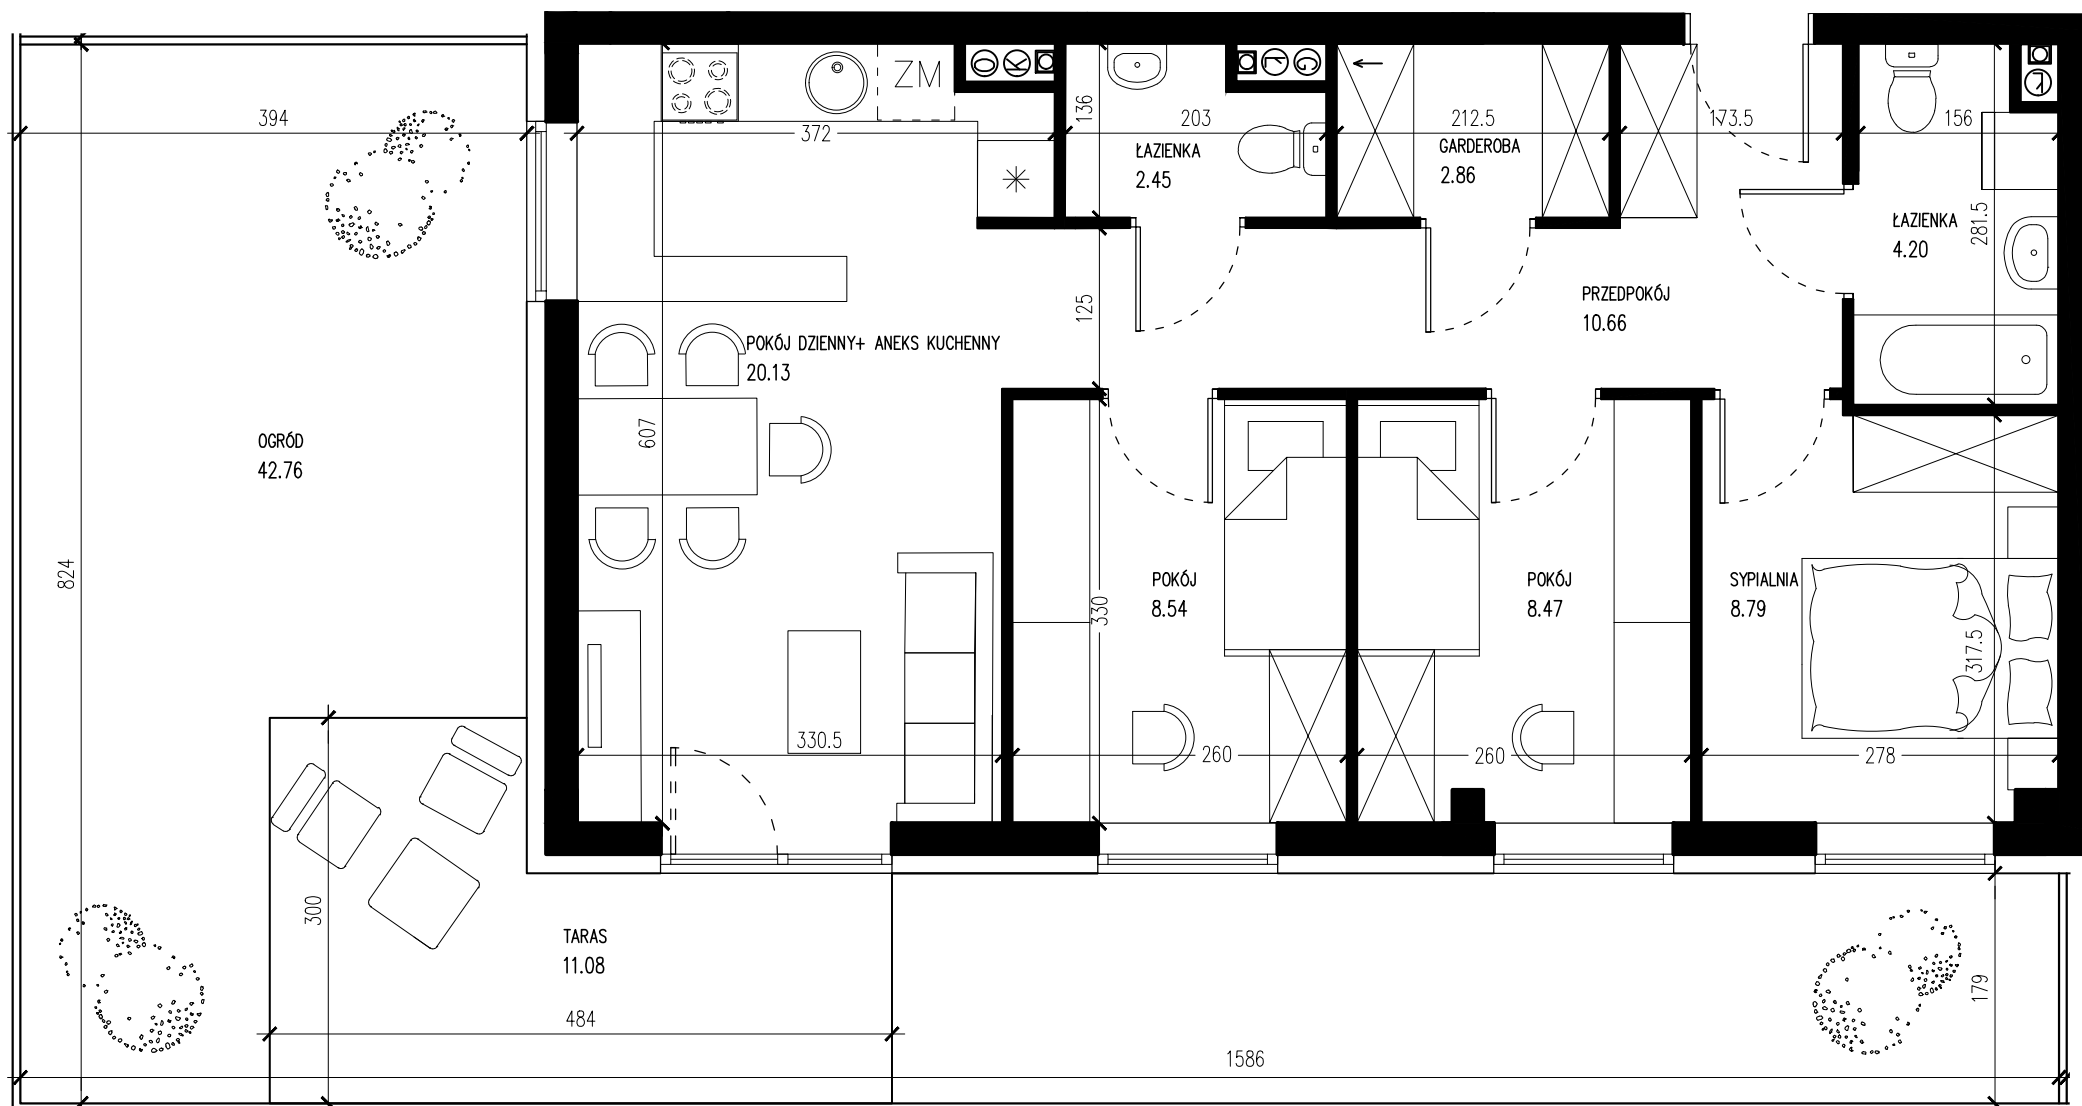 ZM
O K
Ł G
Ł
394
372
136
203
212.5
173.5
156
ŁAZIENKA
2.45
GARDEROBA
2.86
ŁAZIENKA
4.20
281.5
PRZEDPOKÓJ
10.66
125
POKÓJ DZIENNY+ ANEKS KUCHENNY
20.13
607
OGRÓD
42.76
824
POKÓJ
8.54
330
POKÓJ
8.47
SYPIALNIA
8.79
317.5
330.5
260
260
278
300
TARAS
11.08
179
484
1586